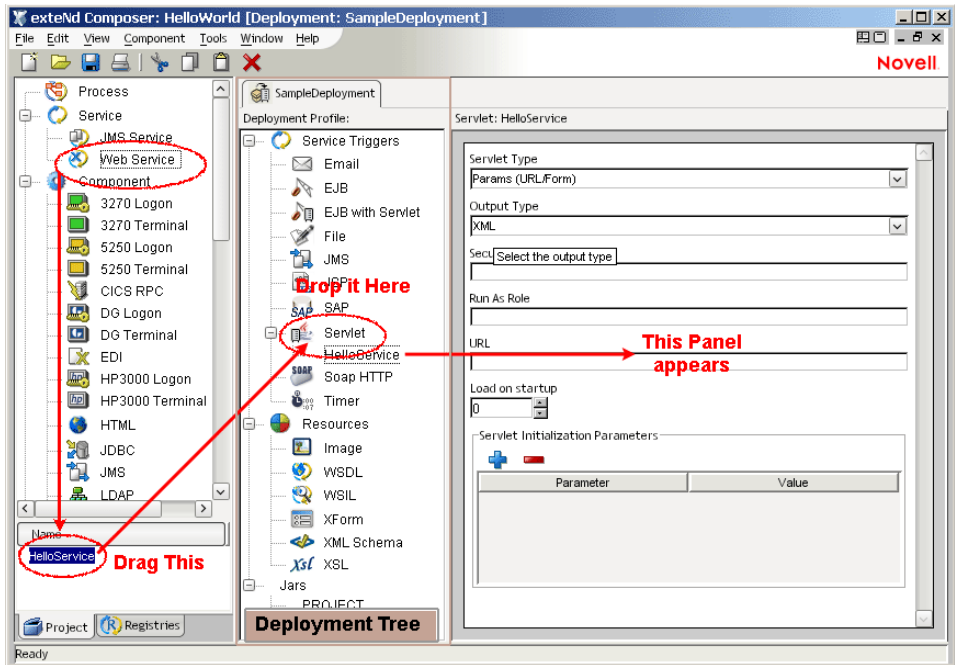 exteNd Composer: HelloWorld [Deployment: SampleDeployment]
File Edit View Component Tools Window Help
Novell
Process
Service
JMS Service
Web Service
Component
3270 Logon
3270 Terminal
5250 Logon
5250 Terminal
CICS RPC
DG Logon
DG Terminal
EDI
HP3000 Logon
HP3000 Terminal
HTML
JDBC
JMS
LDAP
Name
HelloService
Drag This
Project
Registries
SampleDeployment
Deployment Profile:
Service Triggers
Email
EJB
EJB with Servlet
File
JMS
JSP
Drop it Here
SAP SAP
Servlet
HelloService
SOAP Soap HTTP
Timer
Resources
Image
WSDL
WSIL
XForm
XML Schema
Xsl XSL
Jars
PROJECT
Deployment Tree
Servlet: HelloService
Servlet Type
Params (URL/Form)
Output Type
XML
Secu
Select the output type
Run As Role
URL
This Panel
appears
Load on startup
0
Servlet Initialization Parameters
Parameter Value
Ready